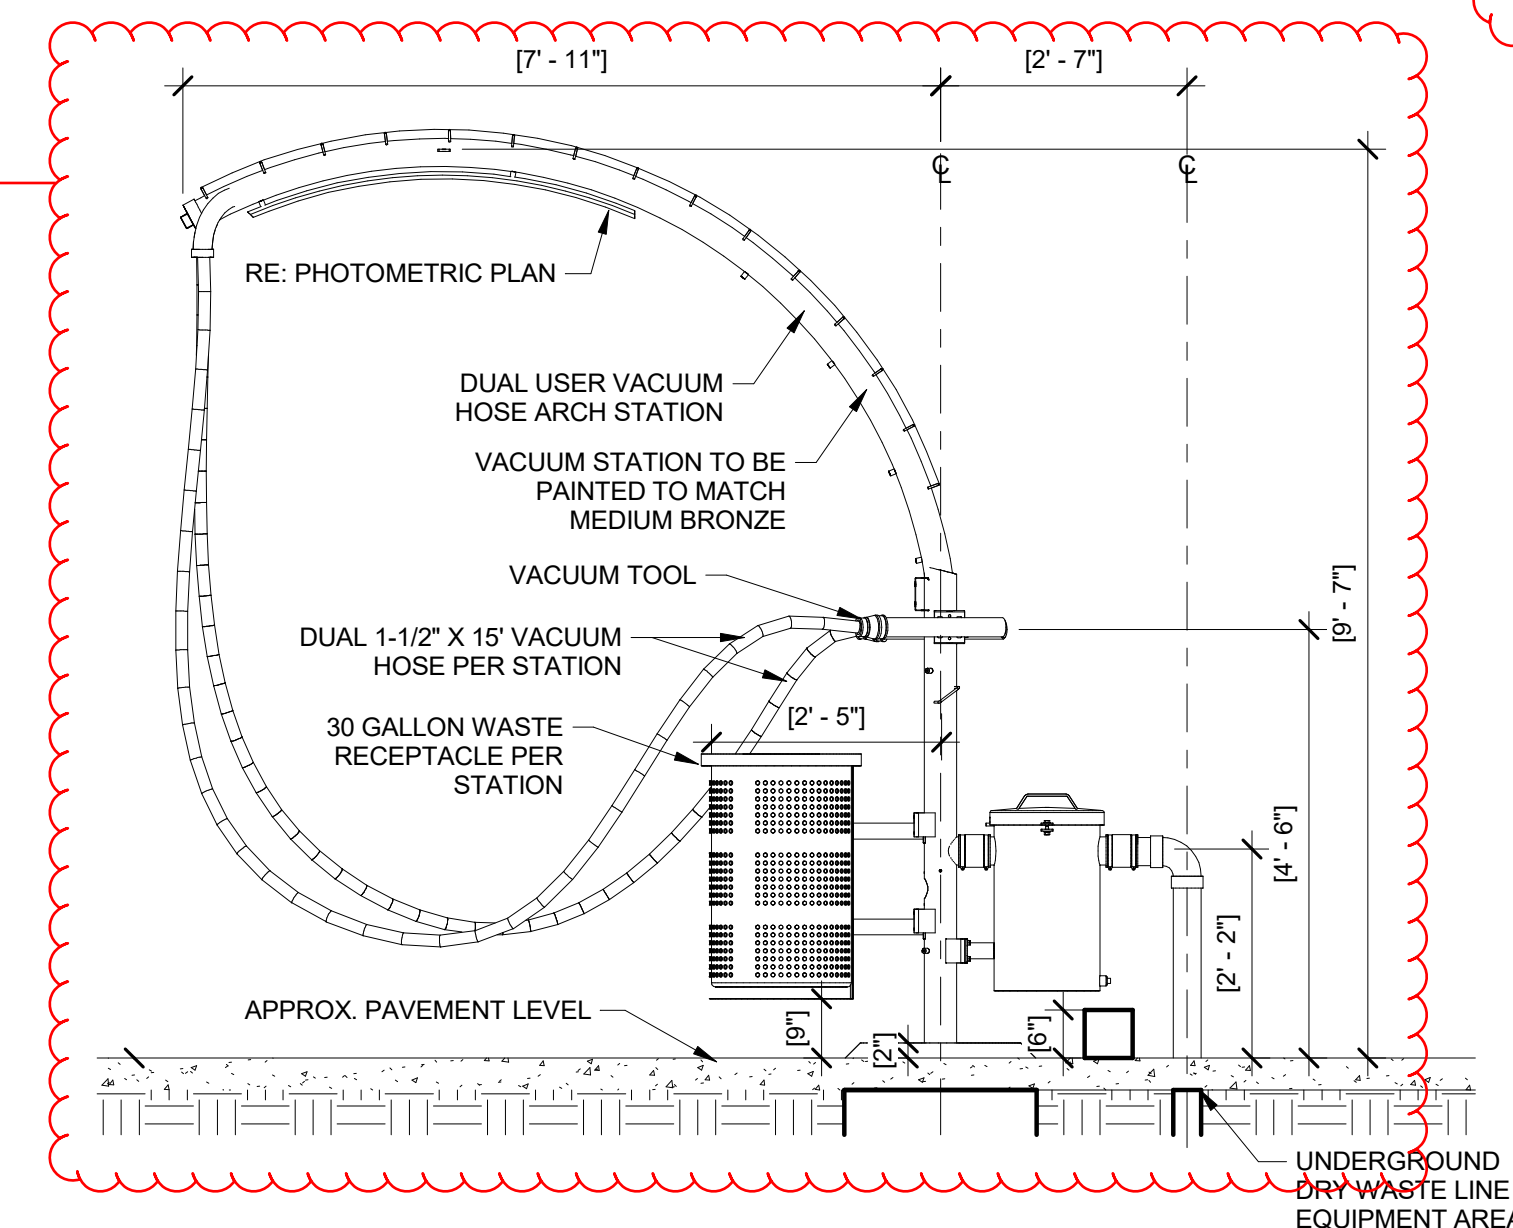 [7' - 11"]
[2' - 7"]
RE: PHOTOMETRIC PLAN
DUAL USER VACUUM
HOSE ARCH STATION
VACUUM STATION TO BE
PAINTED TO MATCH
MEDIUM BRONZE
VACUUM TOOL
DUAL 1-1/2" X 15' VACUUM
HOSE PER STATION
[9' - 7"]
[2' - 5"]
30 GALLON WASTE
RECEPTACLE PER
STATION
[4' - 6"]
[2' - 2"]
APPROX. PAVEMENT LEVEL
[9"]
[2"]
[6"]
UNDERGROUND
DRY WASTE LINE
EQUIPMENT AREA